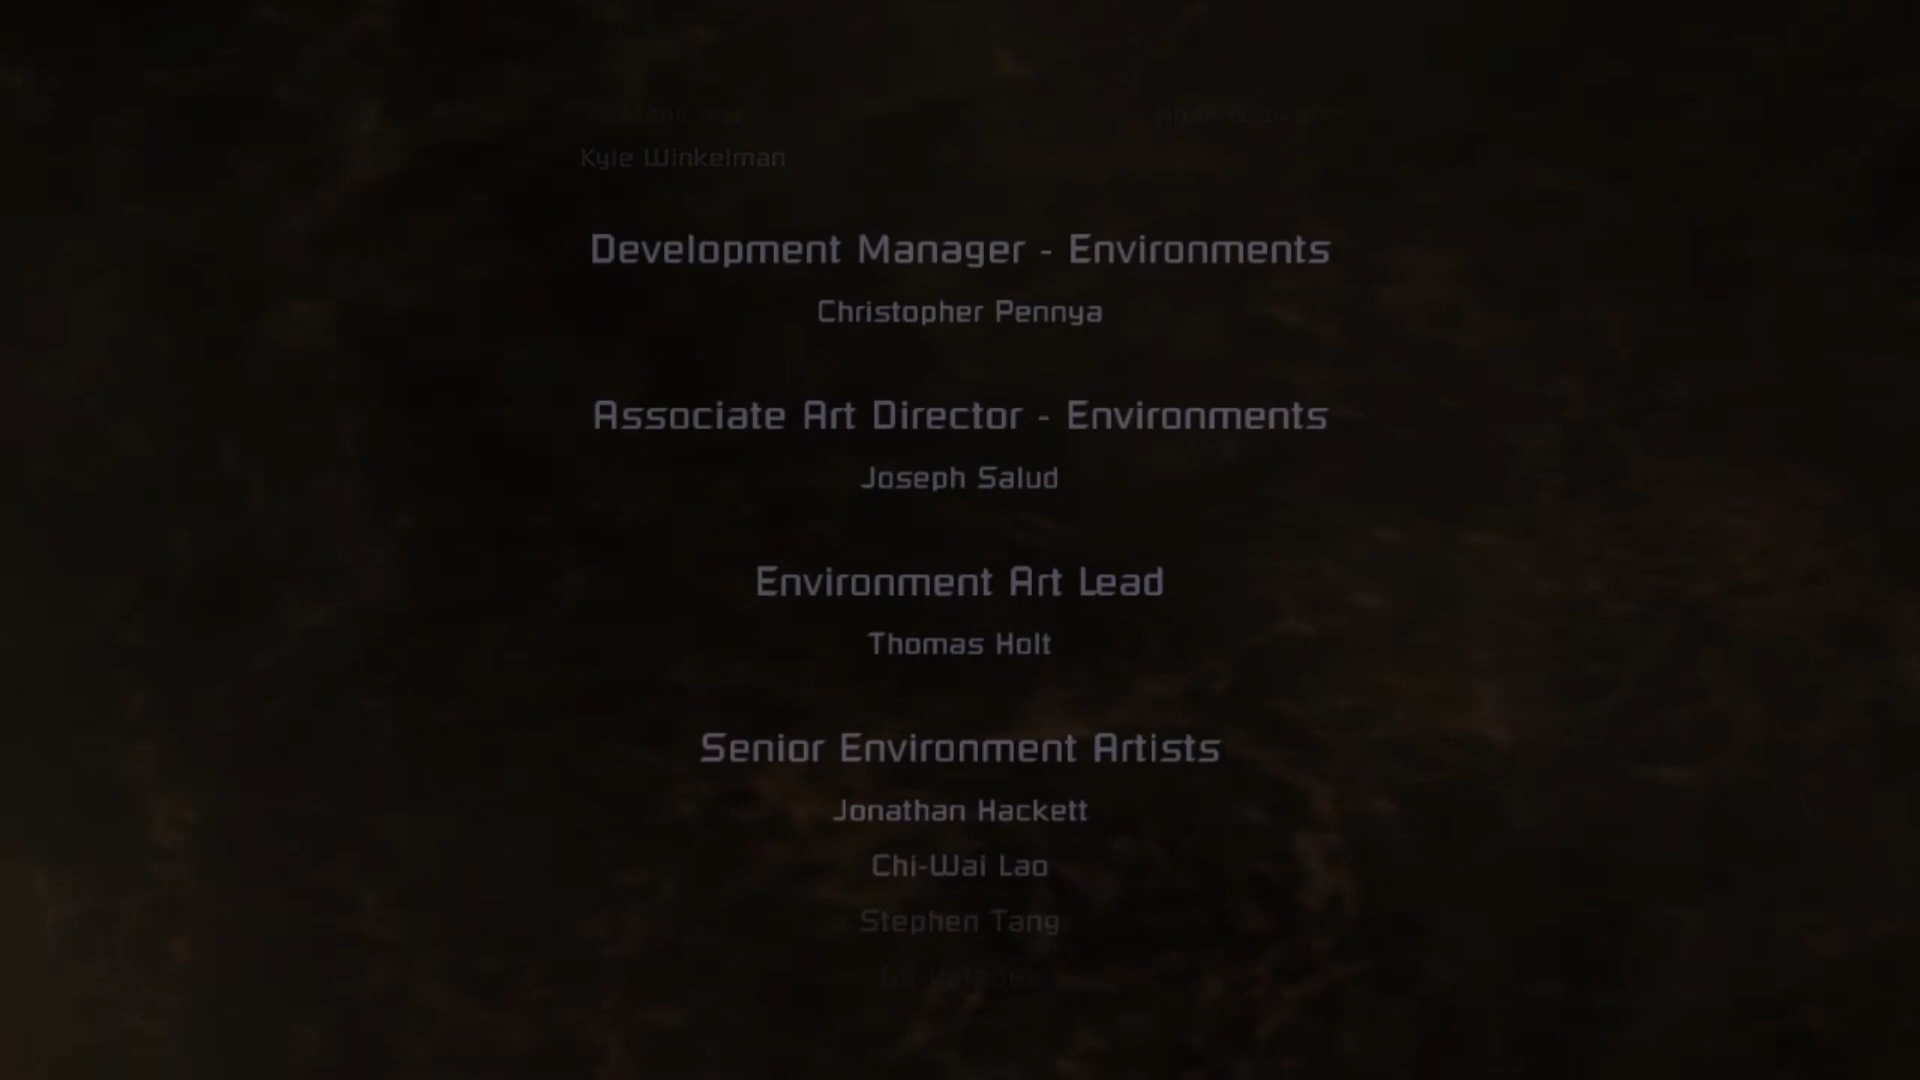 Kyle Winkelman
Development Manager - Environments
Christopher Pennya
Associate Art Director - Environments
Joseph Salud
Environment Art Lead
Thomas Holt
Senior Environment Artists
Jonathan Hackett
Chi-Wai Lao
Stephen Tang